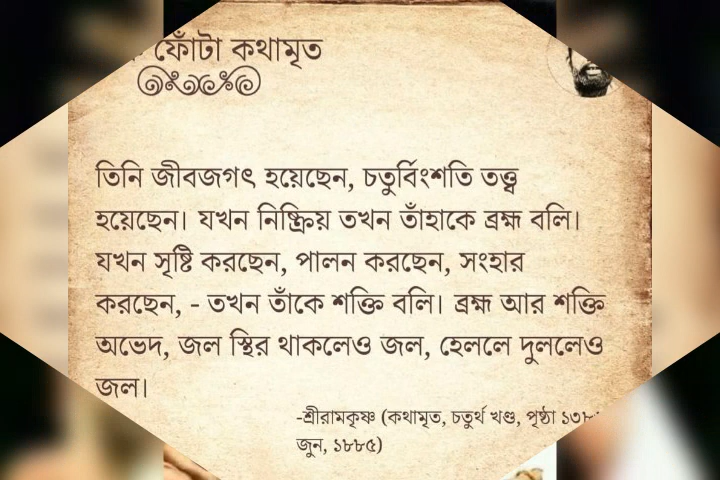 ফোঁটা কথামৃত
তিনি জীবজগৎ হয়েছেন, চতুর্বিংশতি তত্ত্ব
হয়েছেন। যখন নিষ্ক্রিয় তখন তাঁহাকে ব্রহ্ম বলি।
যখন সৃষ্টি করছেন, পালন করছেন, সংহার
করছেন, - তখন তাঁকে শক্তি বলি। ব্রহ্ম আর শক্তি
অভেদ, জল স্থির থাকলেও জল, হেললে দুললেও
জল।
-শ্রীরামকৃষ্ণ (কথামৃত, চতুর্থ খণ্ড, পৃষ্ঠা
জুন, ১৮৮৫)